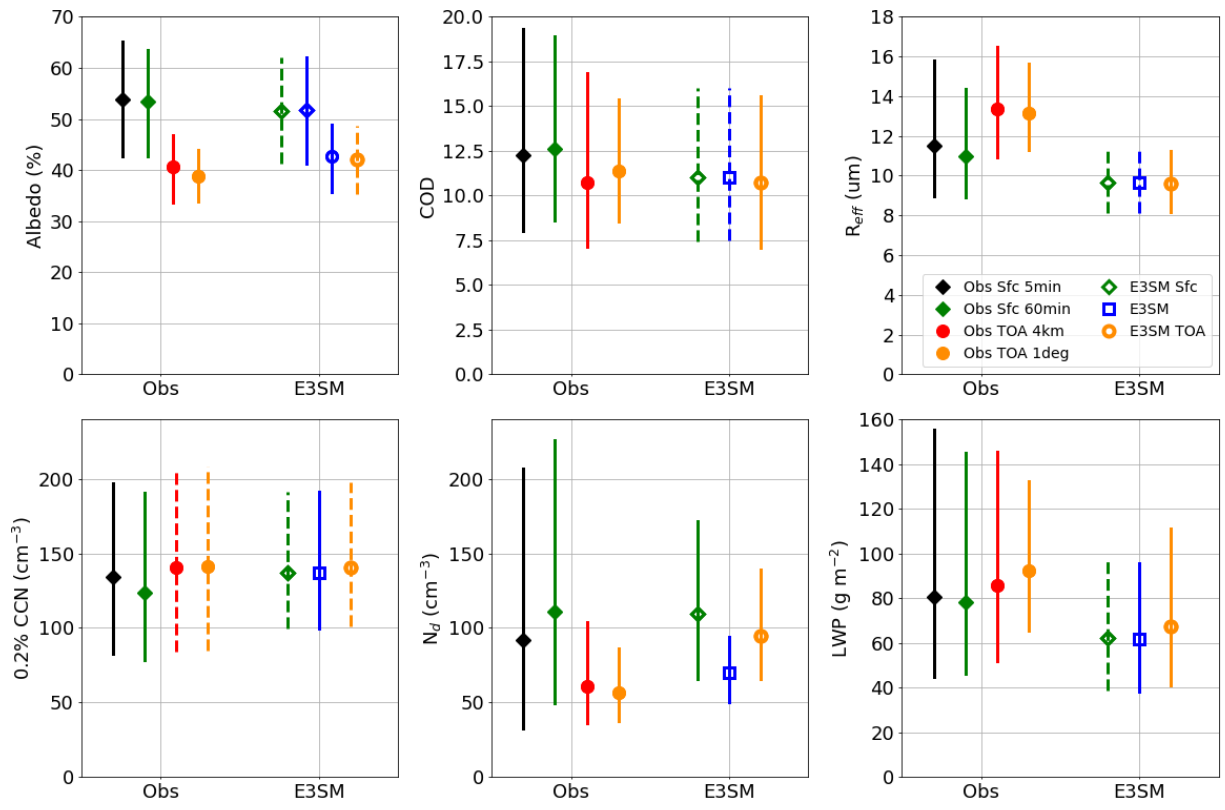 70
60
50
40
30
20
10
0
Albedo (%)
Obs
E3SM
20.0
17.5
15.0
12.5
10.0
7.5
5.0
2.5
0.0
COD
Obs
E3SM
18
16
14
12
10
8
6
4
2
0
R_eff (um)
Obs Sfc 5min
Obs Sfc 60min
Obs TOA 4km
Obs TOA 1deg
E3SM Sfc
E3SM
E3SM TOA
Obs
E3SM
200
150
100
50
0
0.2% CCN (cm⁻³)
Obs
E3SM
200
150
100
50
0
N_d (cm⁻³)
Obs
E3SM
160
140
120
100
80
60
40
20
0
LWP (g m⁻²)
Obs
E3SM